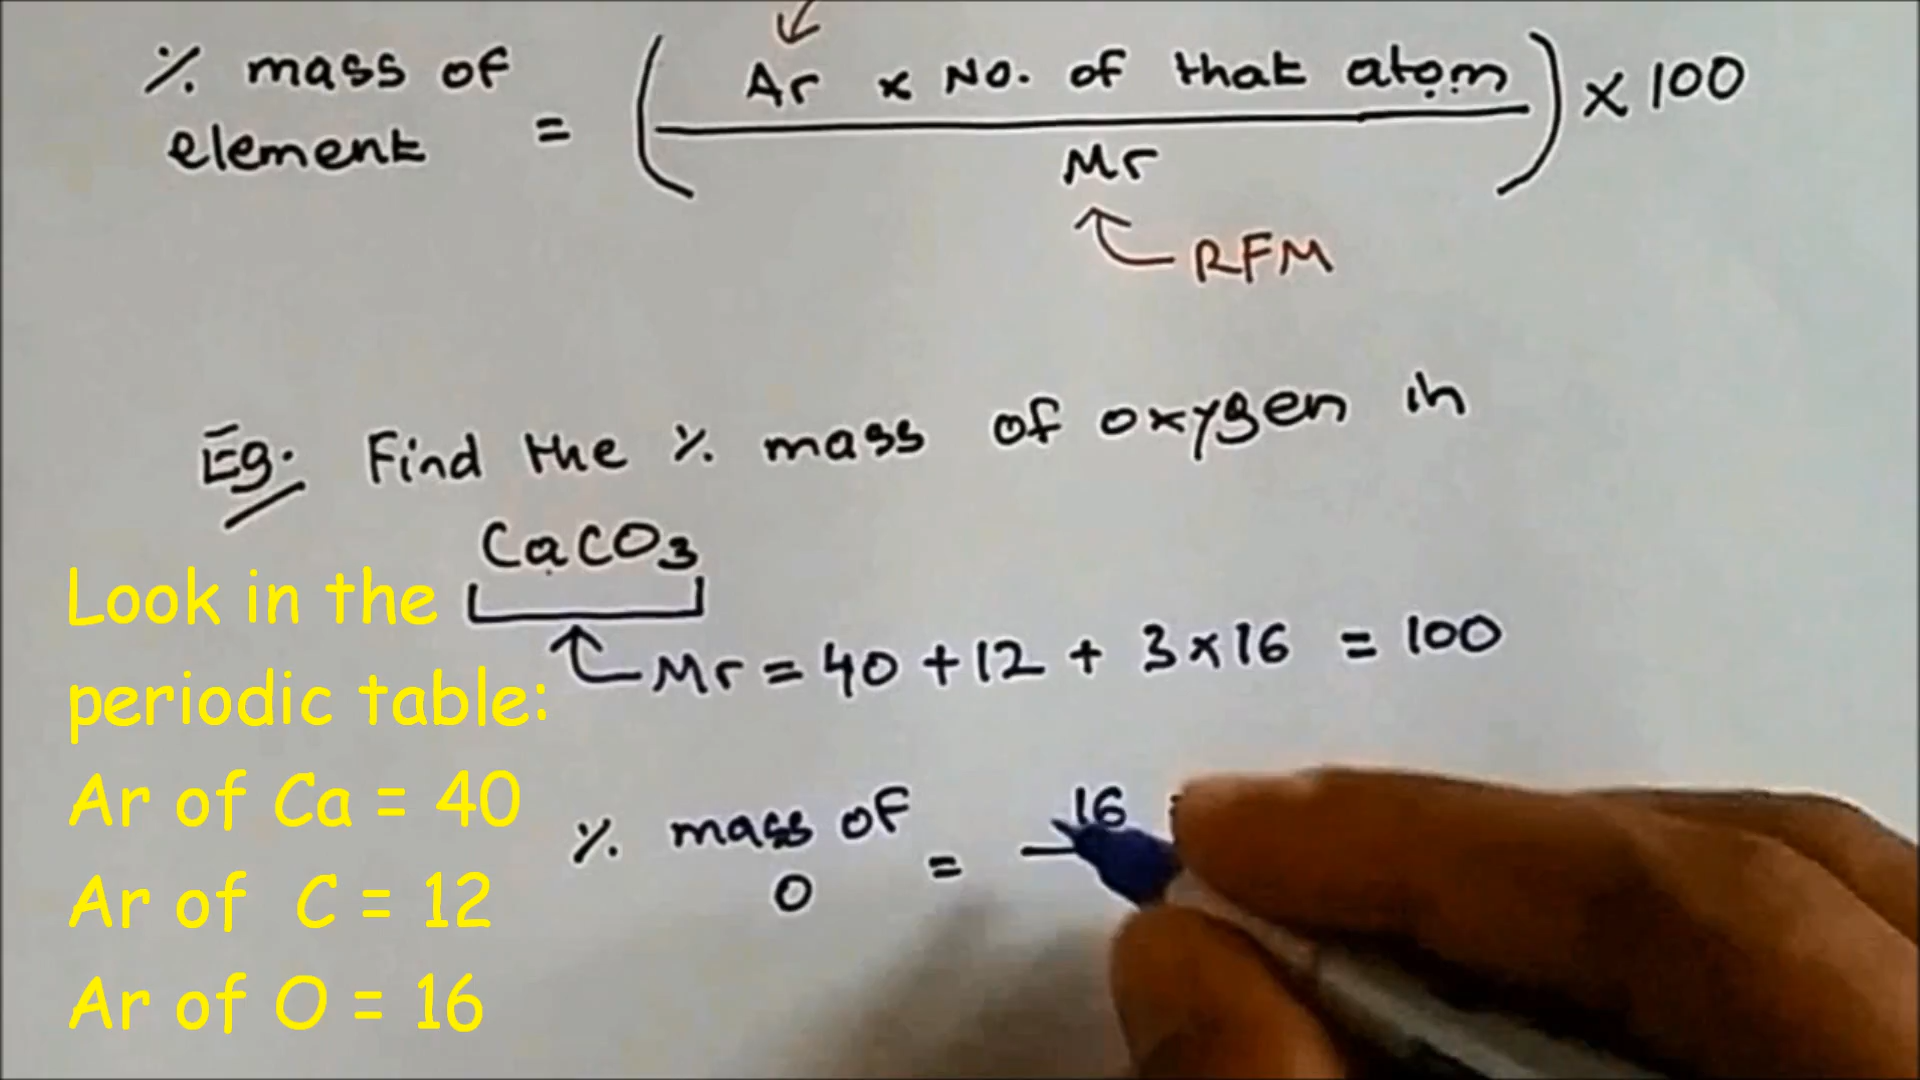 % mass of
element = (Ar x No. of that atom / Mr) x 100
RFM
Eg. Find the % mass of oxygen in
CaCO3
Mr = 40 + 12 + 3x16 = 100
% mass of
O = 16
Look in the
periodic table:
Ar of Ca = 40
Ar of C = 12
Ar of O = 16